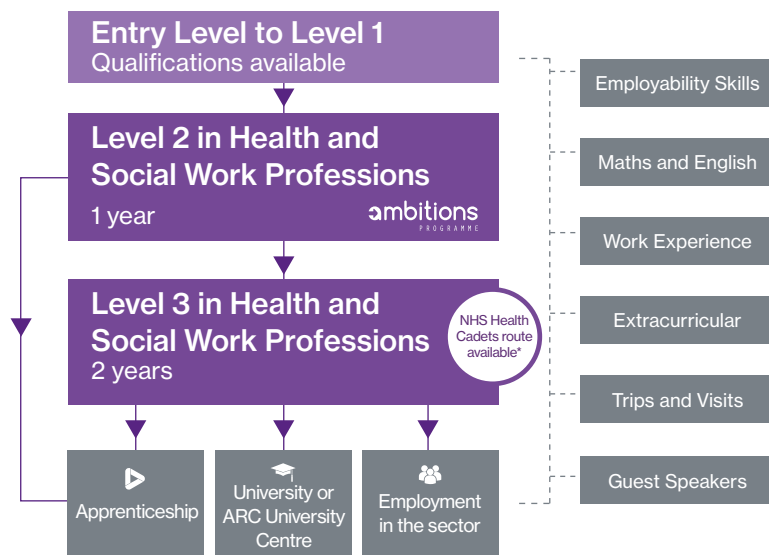 Entry Level to Level 1
Qualifications available
Level 2 in Health and
Social Work Professions
1 year
ambitions
PROGRAMME
Level 3 in Health and
Social Work Professions
2 years
NHS Health
Cadets route
available*
Apprenticeship
University or
ARC University
Centre
Employment
in the sector
Employability Skills
Maths and English
Work Experience
Extracurricular
Trips and Visits
Guest Speakers